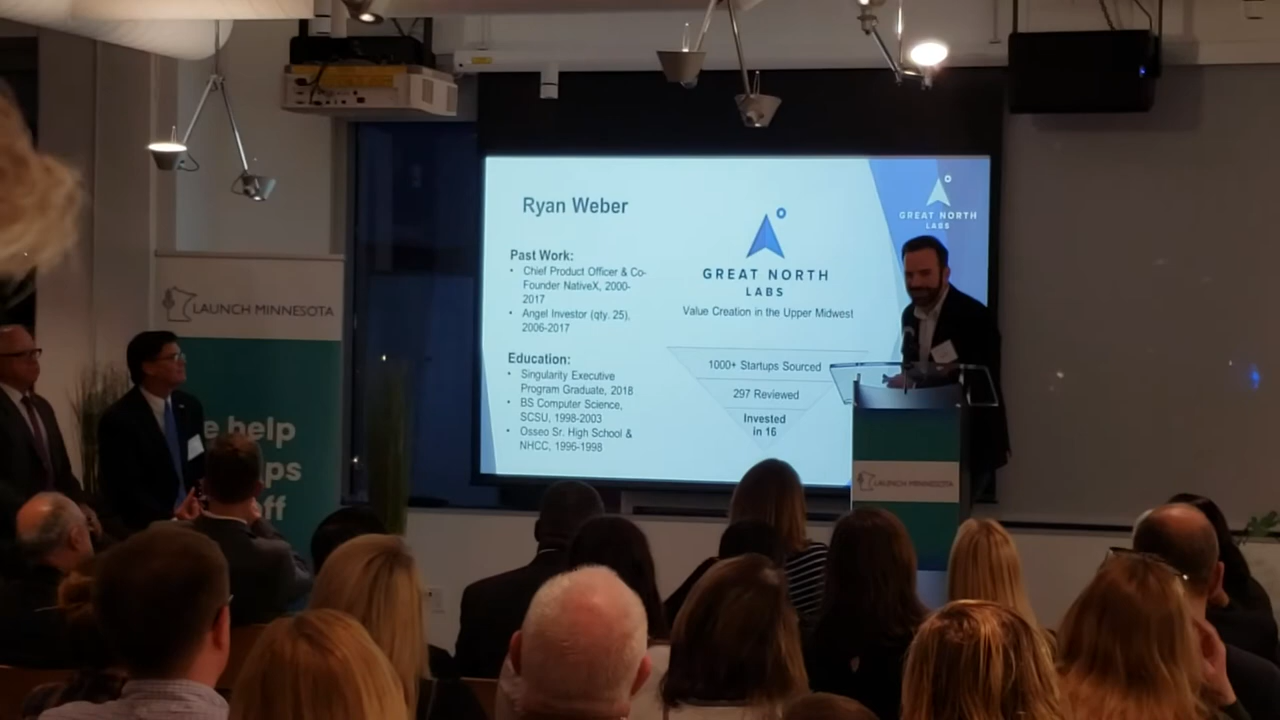 Ryan Weber
Past Work:
• Chief Product Officer & Co-
Founder NativeX, 2000-
2017
• Angel Investor (qty. 25),
2006-2017
Education:
• Singularity Executive
Program Graduate, 2018
• BS Computer Science,
SCSU, 1998-2003
• Osseo Sr. High School &
NHCC, 1996-1998
GREAT NORTH
LABS
Value Creation in the Upper Midwest
1000+ Startups Sourced
297 Reviewed
Invested
in 16
GREAT NORTH
LABS
LAUNCH MINNESOTA
e help
ps
ff
LAUNCH MINNESOTA